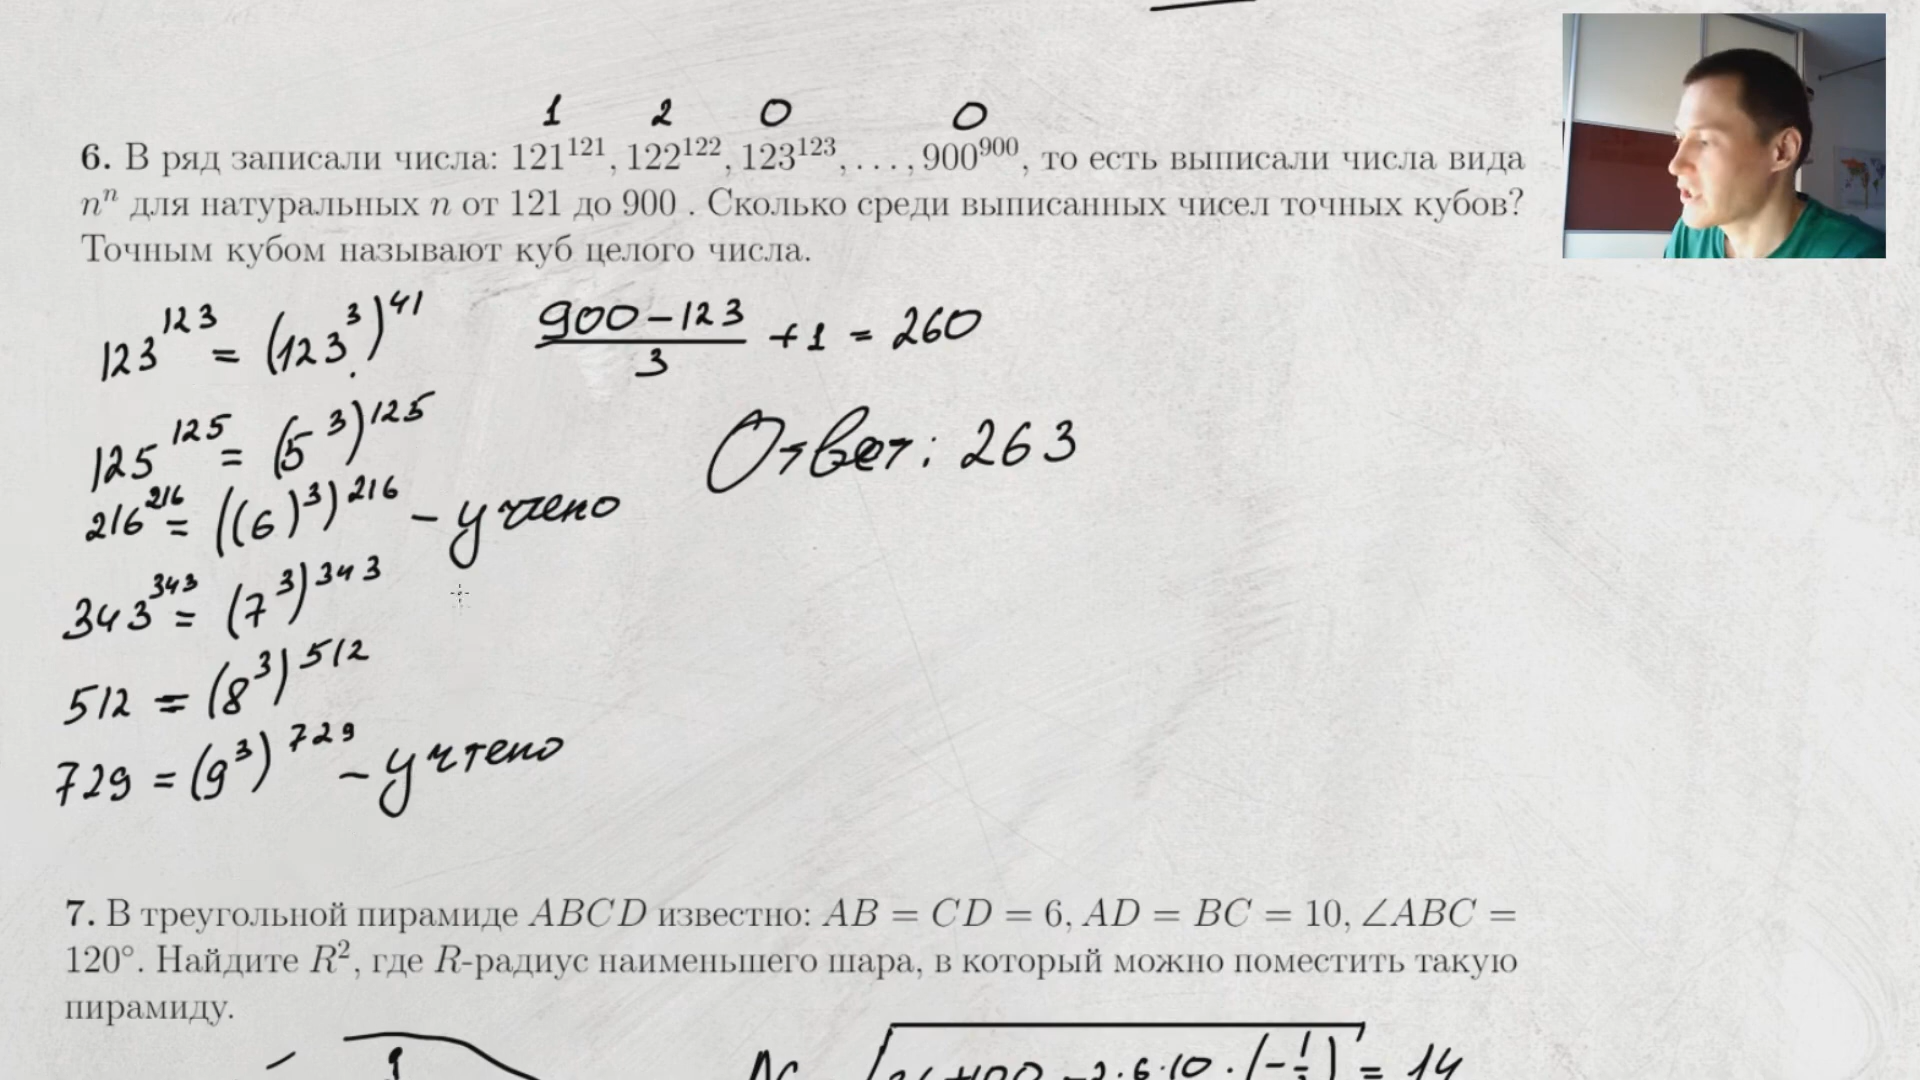 1 2 0 0
6. В ряд записали числа: 121^121, 122^122, 123^123, . . . , 900^900, то есть выписали числа вида
n^n для натуральных n от 121 до 900 . Сколько среди выписанных чисел точных кубов?
Точным кубом называют куб целого числа.
123^123 = (123^3)^41
(900 − 123)/3 + 1 = 260
125^125 = (5^3)^125
Ответ: 263
216^216 = ((6)^3)^216 – учтено
343^343 = (7^3)^343
512 = (8^3)^512
729 = (9^3)^729 – учтено
7. В треугольной пирамиде ABCD известно: AB = CD = 6, AD = BC = 10, ∠ABC =
120°. Найдите R^2, где R-радиус наименьшего шара, в который можно поместить такую
пирамиду.
= 14